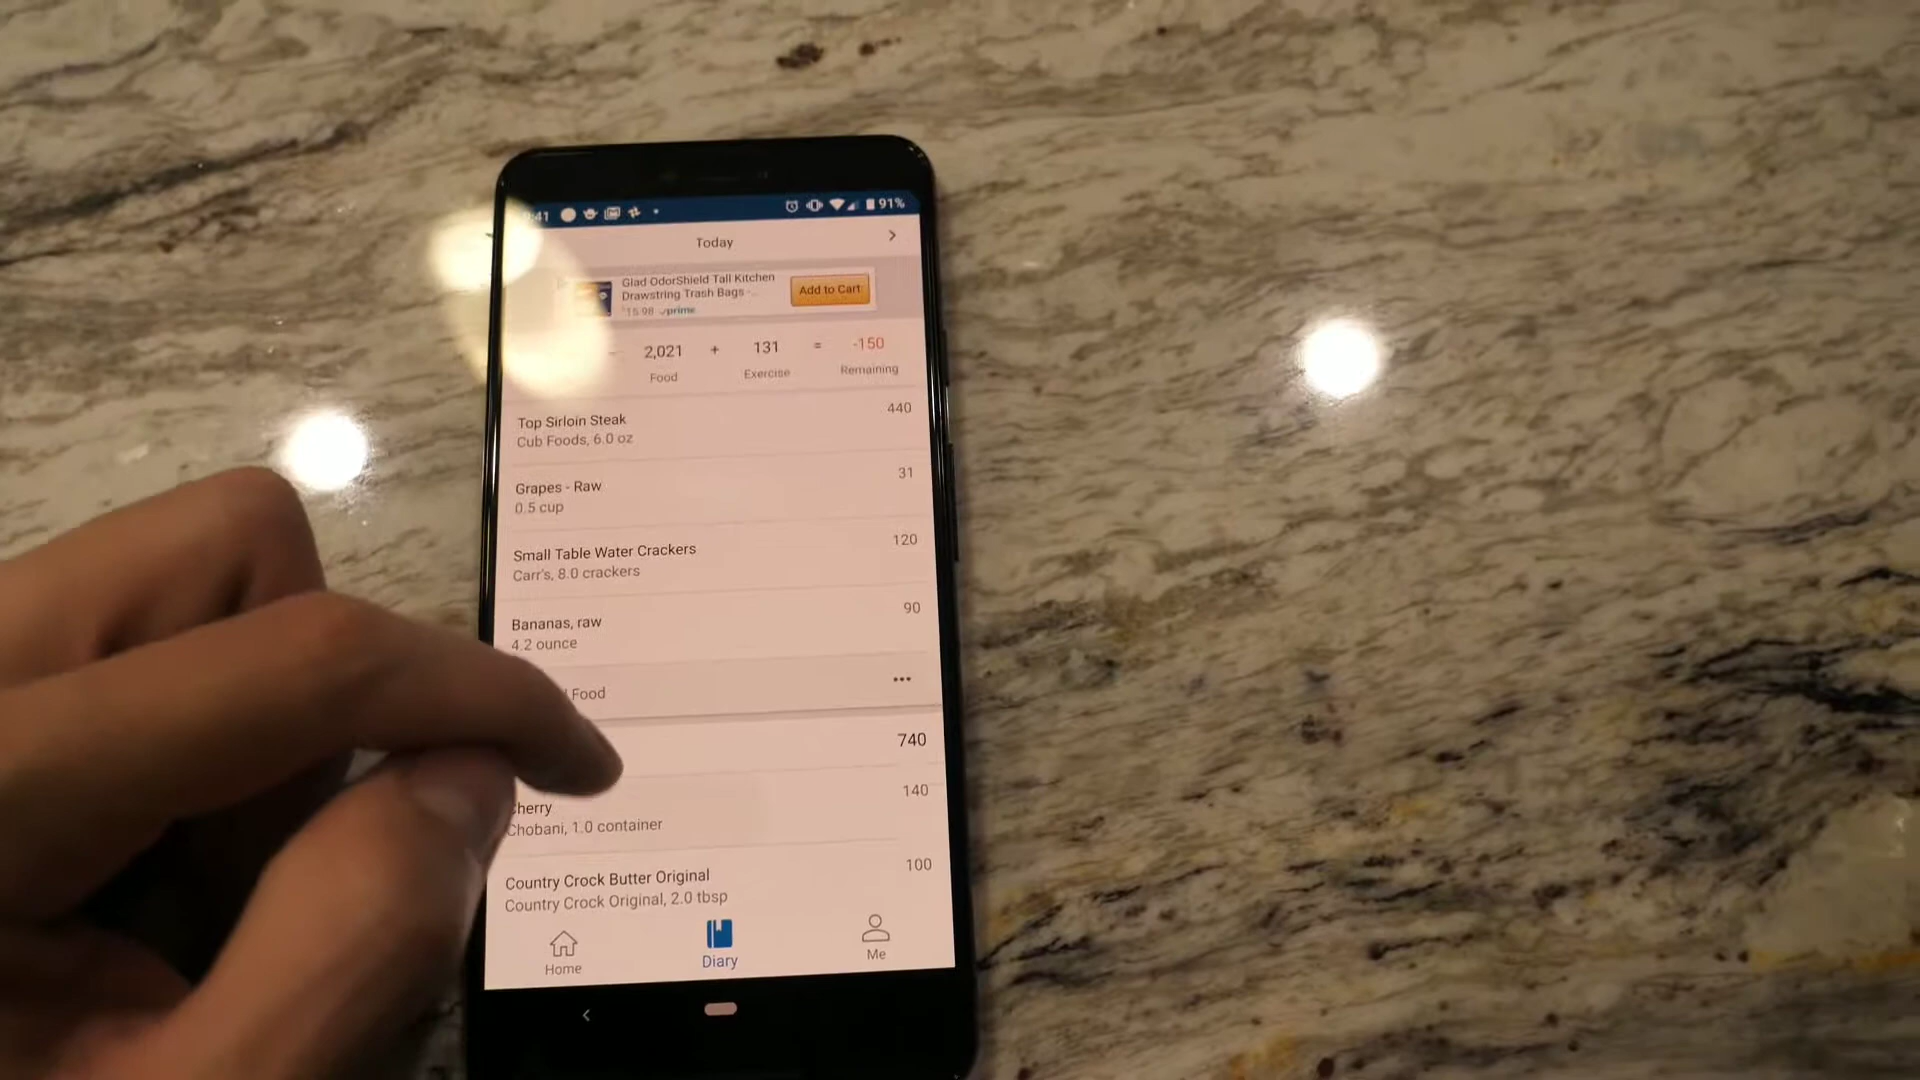 9:41 91%
Today >
Glad OdorShield Tall Kitchen
Drawstring Trash Bags -...
$15.98 prime
Add to Cart
- 2,021 + 131 = -150
Food Exercise Remaining
Top Sirloin Steak 440
Cub Foods, 6.0 oz
Grapes - Raw 31
0.5 cup
Small Table Water Crackers 120
Carr's, 8.0 crackers
Bananas, raw 90
4.2 ounce
Food •••
740
Cherry 140
Chobani, 1.0 container
Country Crock Butter Original 100
Country Crock Original, 2.0 tbsp
Home Diary Me